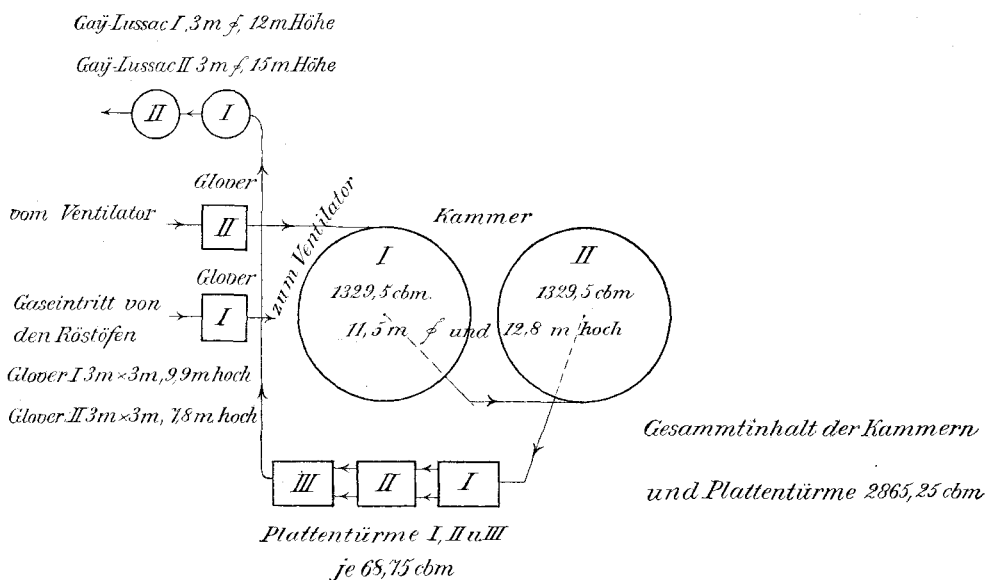 Gaÿ-Lussac I, 3 m ∮, 12 m Höhe
Gaÿ-Lussac II 3 m ∮, 15 m Höhe
II
I
Glover
vom Ventilator
II
zum Ventilator
Kammer
Glover
Gaseintritt von
den Röstöfen
I
I
1329,5 cbm.
II
1329,5 cbm
11,5 m ∮ und 12,8 m hoch
Glover I 3 m × 3 m, 9,9 m hoch
Glover II 3 m × 3 m, 7,8 m hoch
Gesammtinhalt der Kammern
und Plattentürme 2865,25 cbm
III
II
I
Plattentürme I, II u. III
je 68,75 cbm